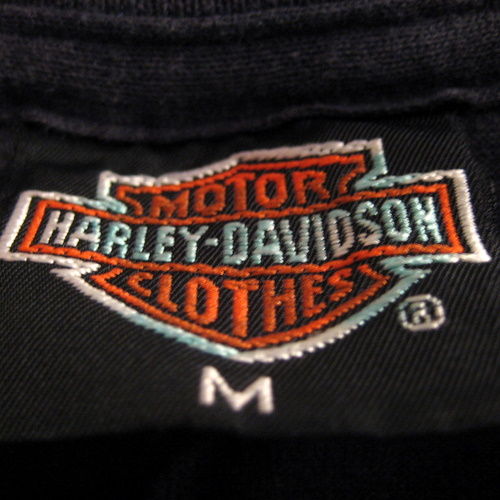 MOTOR
HARLEY-DAVIDSON
CLOTHES
®
M